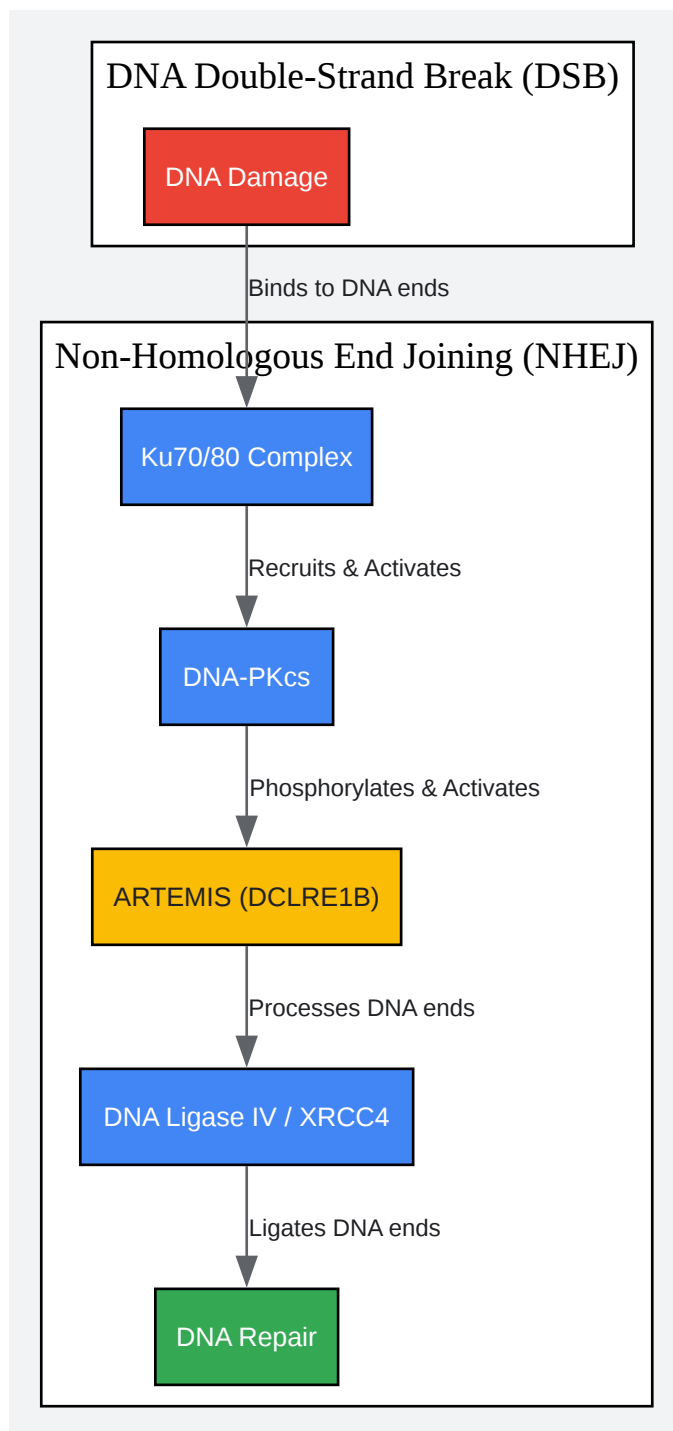 DNA Double-Strand Break (DSB)
DNA Damage
Binds to DNA ends
Non-Homologous End Joining (NHEJ)
Ku70/80 Complex
Recruits & Activates
DNA-PKcs
Phosphorylates & Activates
ARTEMIS (DCLRE1B)
Processes DNA ends
DNA Ligase IV / XRCC4
Ligates DNA ends
DNA Repair